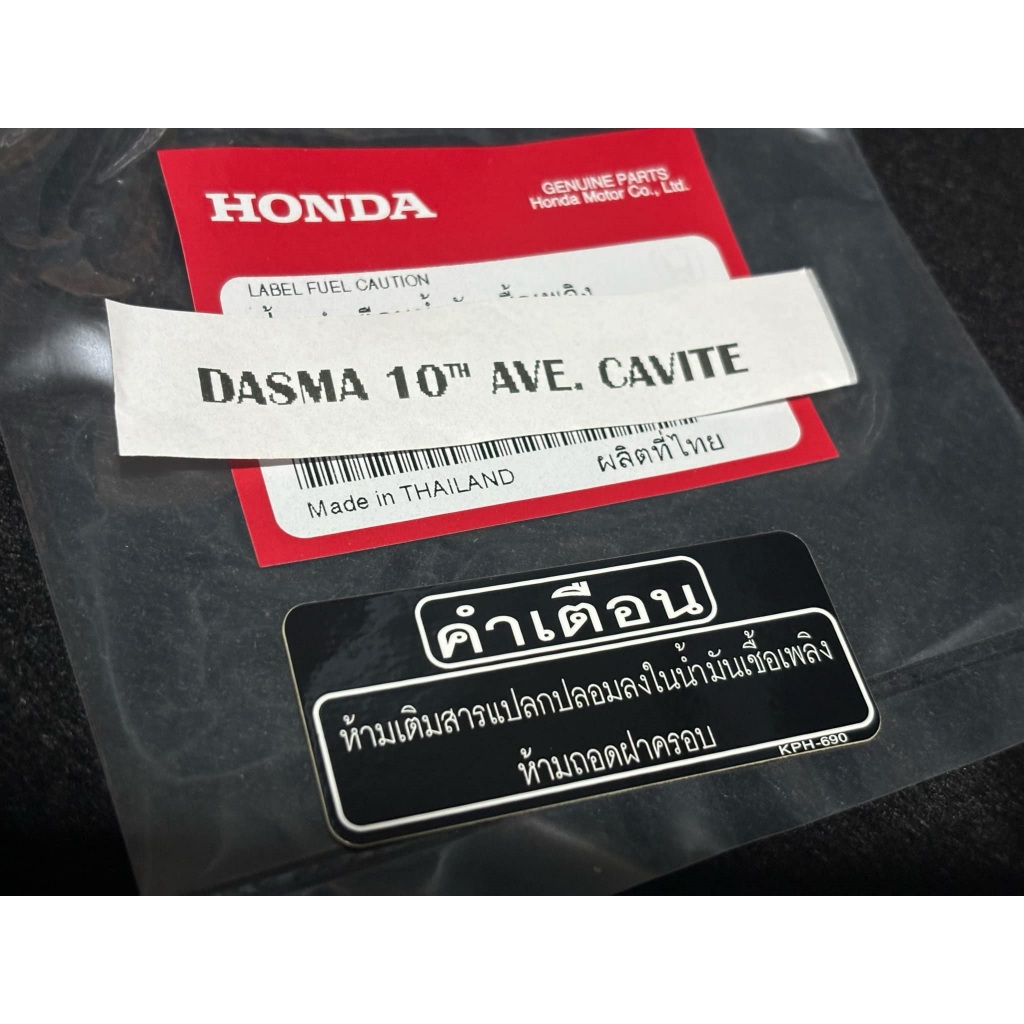 HONDA
GENUINE PARTS
Honda Motor Co., Ltd.
LABEL FUEL CAUTION
DASMA 10TH AVE. CAVITE
Made in THAILAND
ผลิตที่ไทย
คำเตือน
ห้ามเติมสารแปลกปลอมลงในน้ำมันเชื้อเพลิง
ห้ามถอดฝาครอบ
KPH-690